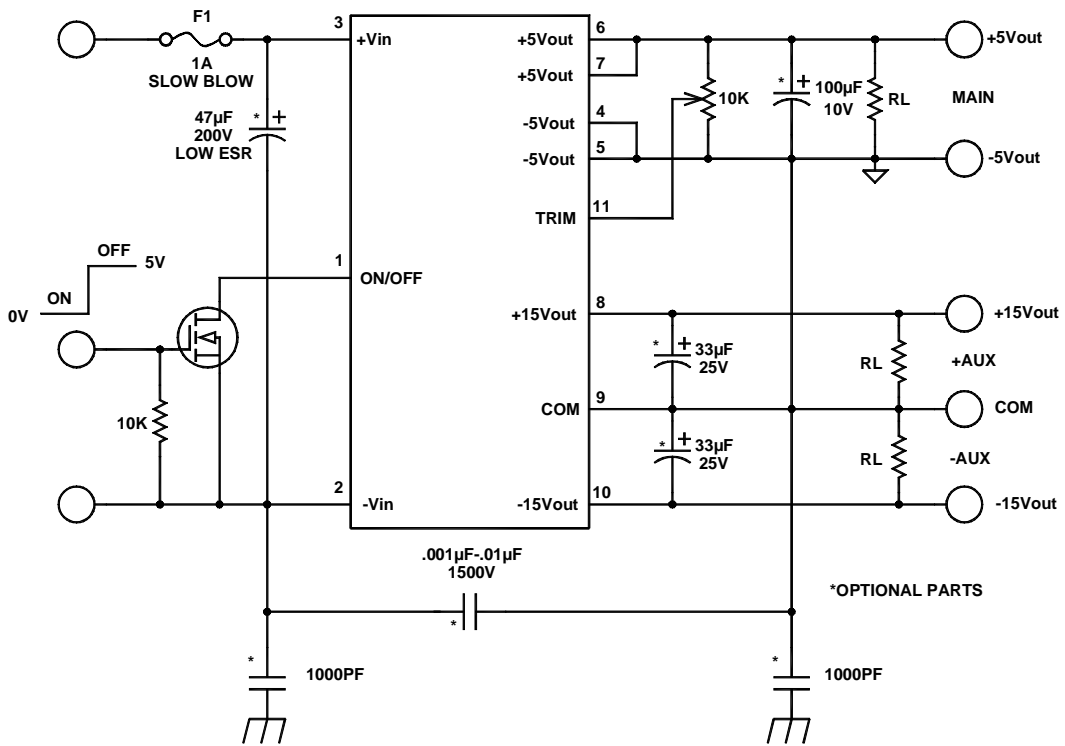 F1
1A
SLOW BLOW
3
+Vin
47µF
200V
LOW ESR
* +
OFF
5V
ON
0V
1
ON/OFF
10K
2
-Vin
+5Vout
6
+5Vout
7
-5Vout
4
-5Vout
5
TRIM
11
10K
* +
100µF
10V
RL
+5Vout
MAIN
-5Vout
+15Vout
8
* +
33µF
25V
RL
+15Vout
+AUX
COM
9
COM
* +
33µF
25V
RL
-AUX
-15Vout
10
-15Vout
.001µF-.01µF
1500V
*
*OPTIONAL PARTS
*
1000PF
*
1000PF